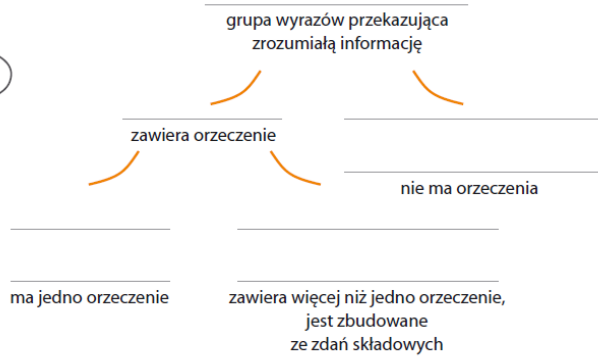 grupa wyrazów przekazująca
zrozumiałą informację
zawiera orzeczenie
nie ma orzeczenia
ma jedno orzeczenie
zawiera więcej niż jedno orzeczenie,
jest zbudowane
ze zdań składowych